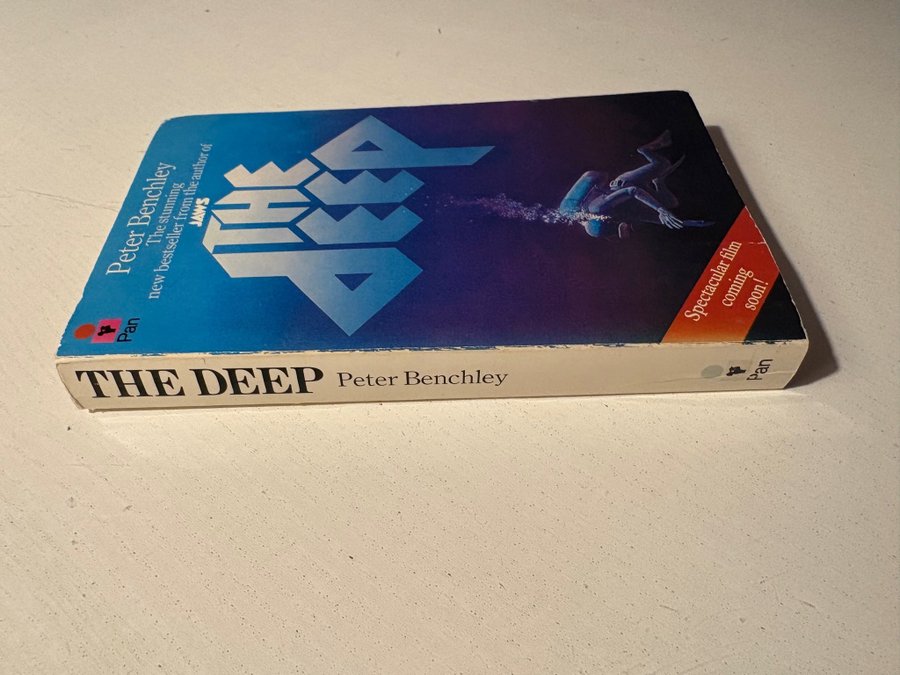 Peter Benchley
The stunning
new bestseller from the author of
JAWS
THE
DEEP
Pan
Spectacular film
coming
soon!
THE DEEP Peter Benchley
Pan